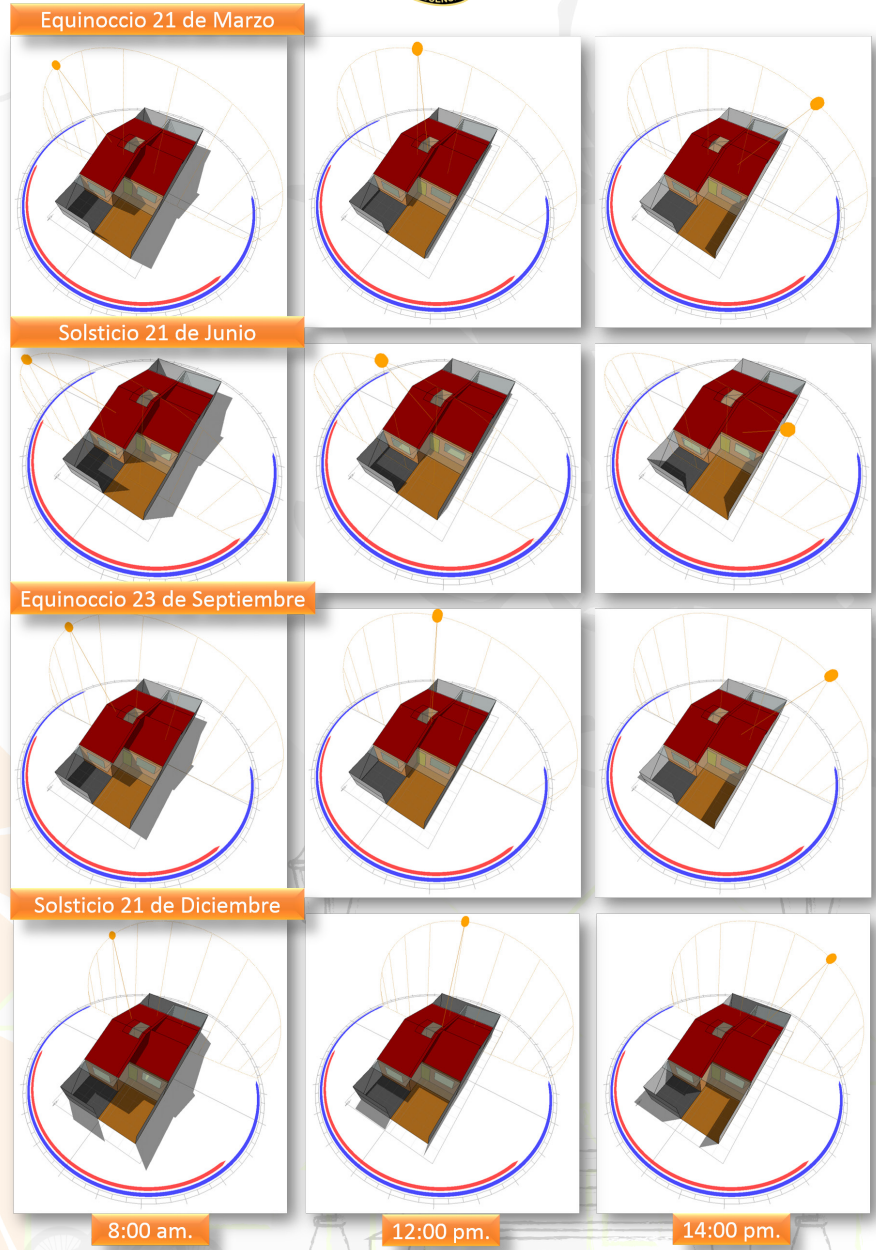 Equinoccio 21 de Marzo
Solsticio 21 de Junio
Equinoccio 23 de Septiembre
Solsticio 21 de Diciembre
8:00 am.
12:00 pm.
14:00 pm.